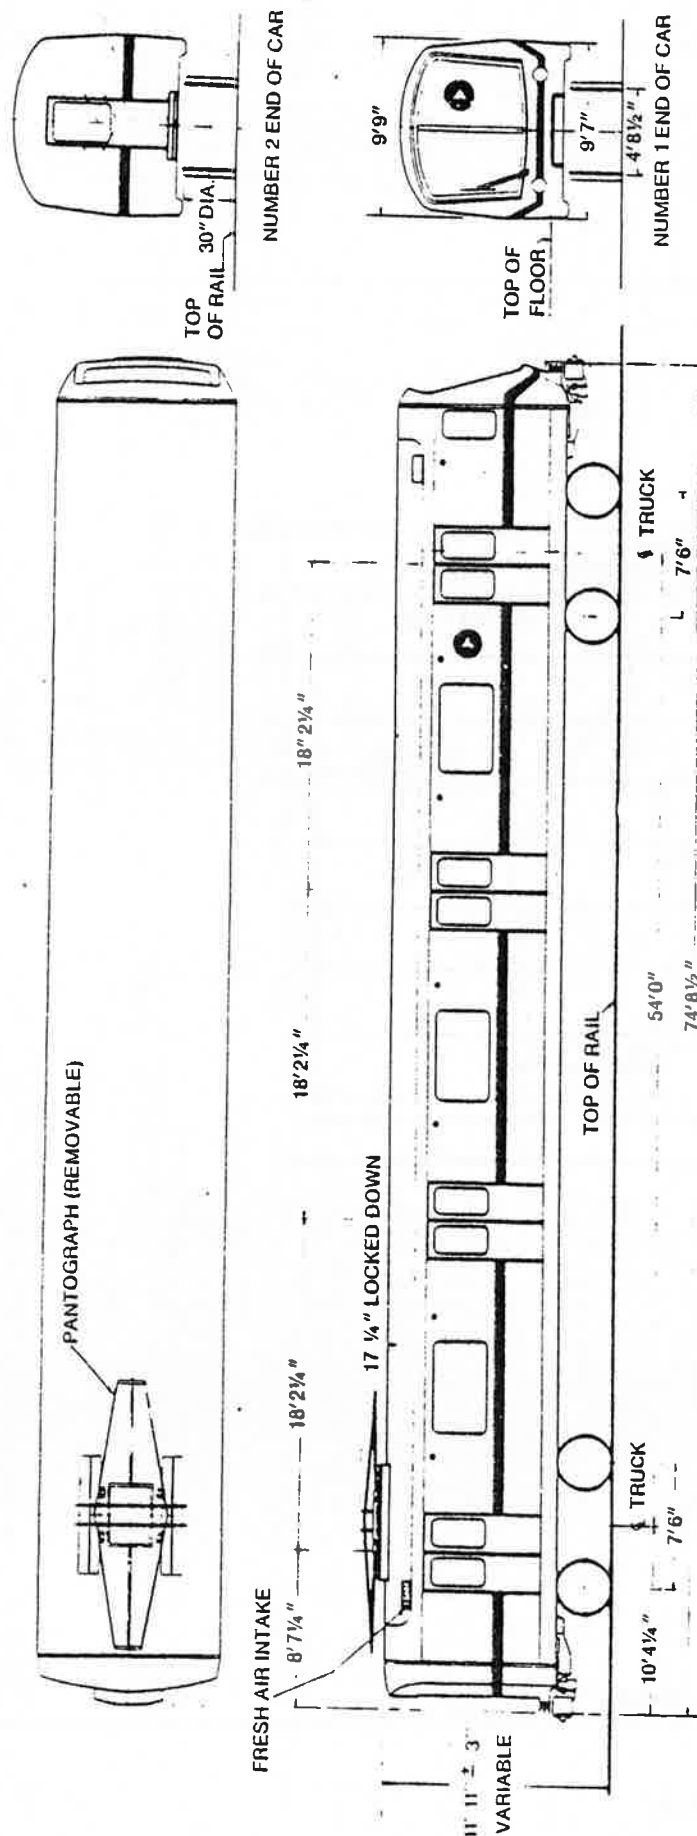 PANTOGRAPH (REMOVABLE)
TOP
OF RAIL
30" DIA.
NUMBER 2 END OF CAR
FRESH AIR INTAKE
8'7¼"
18'2¼"
18'2¼"
18"2¼"
17 ¼" LOCKED DOWN
11' 11" ± 3"
VARIABLE
TOP OF RAIL
℄ TRUCK
7'6"
10'4¼"
54'0"
74'8½"
℄ TRUCK
7'6"
9'9"
TOP OF
FLOOR
9'7"
4'8½"
NUMBER 1 END OF CAR